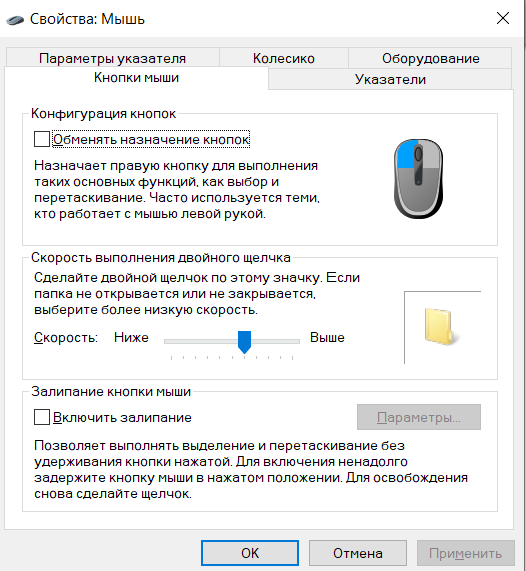 Свойства: Мышь
Параметры указателя
Колесико
Оборудование
Кнопки мыши
Указатели
Конфигурация кнопок
Обменять назначение кнопок
Назначает правую кнопку для выполнения
таких основных функций, как выбор и
перетаскивание. Часто используется теми,
кто работает с мышью левой рукой.
Скорость выполнения двойного щелчка
Сделайте двойной щелчок по этому значку. Если
папка не открывается или не закрывается,
выберите более низкую скорость.
Скорость: Ниже Выше
Залипание кнопки мыши
Включить залипание
Параметры...
Позволяет выполнять выделение и перетаскивание без
удерживания кнопки нажатой. Для включения ненадолго
задержите кнопку мыши в нажатом положении. Для освобождения
снова сделайте щелчок.
OK
Отмена
Применить